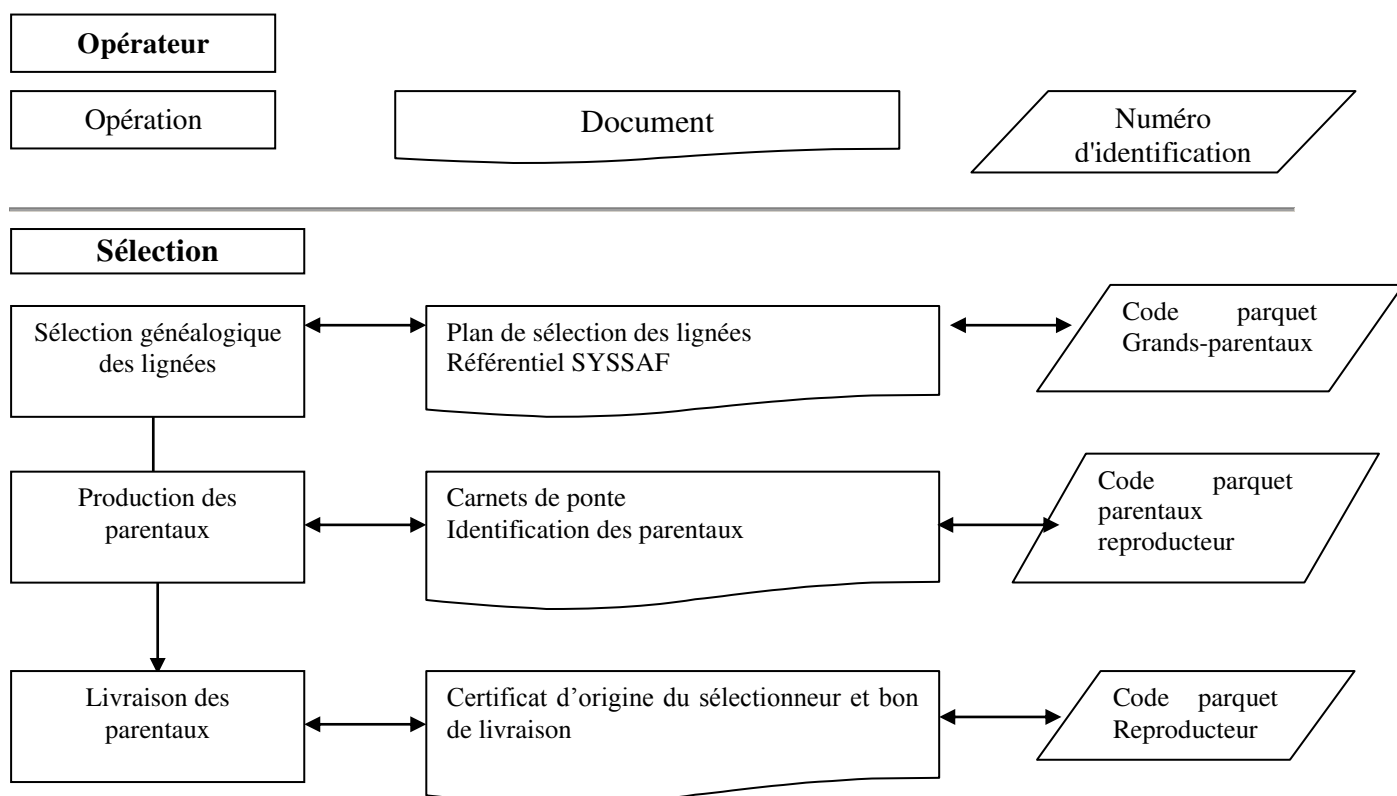 Opérateur
Opération
Document
Numéro
d'identification
Sélection
Sélection généalogique
des lignées
Plan de sélection des lignées
Référentiel SYSSAF
Code parquet
Grands-parentaux
Production des
parentaux
Carnets de ponte
Identification des parentaux
Code parquet
parentaux
reproducteur
Livraison des
parentaux
Certificat d’origine du sélectionneur et bon
de livraison
Code parquet
Reproducteur